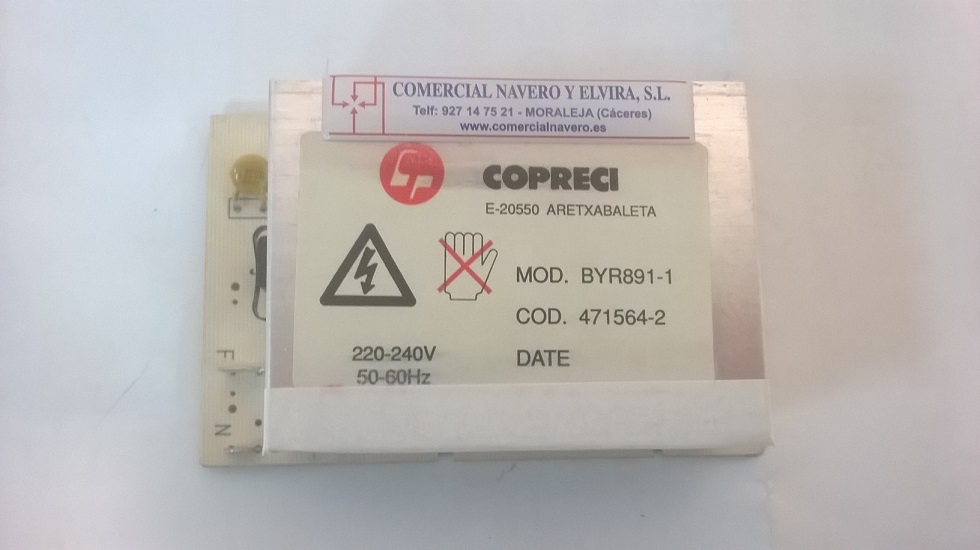 COMERCIAL NAVERO Y ELVIRA, S.L.
Telf: 927 14 75 21 - MORALEJA (Cáceres)
www.comercialnavero.es
COPRECI
E-20550 ARETXABALETA
MOD. BYR891-1
COD. 471564-2
220-240V
50-60Hz
DATE
F
N